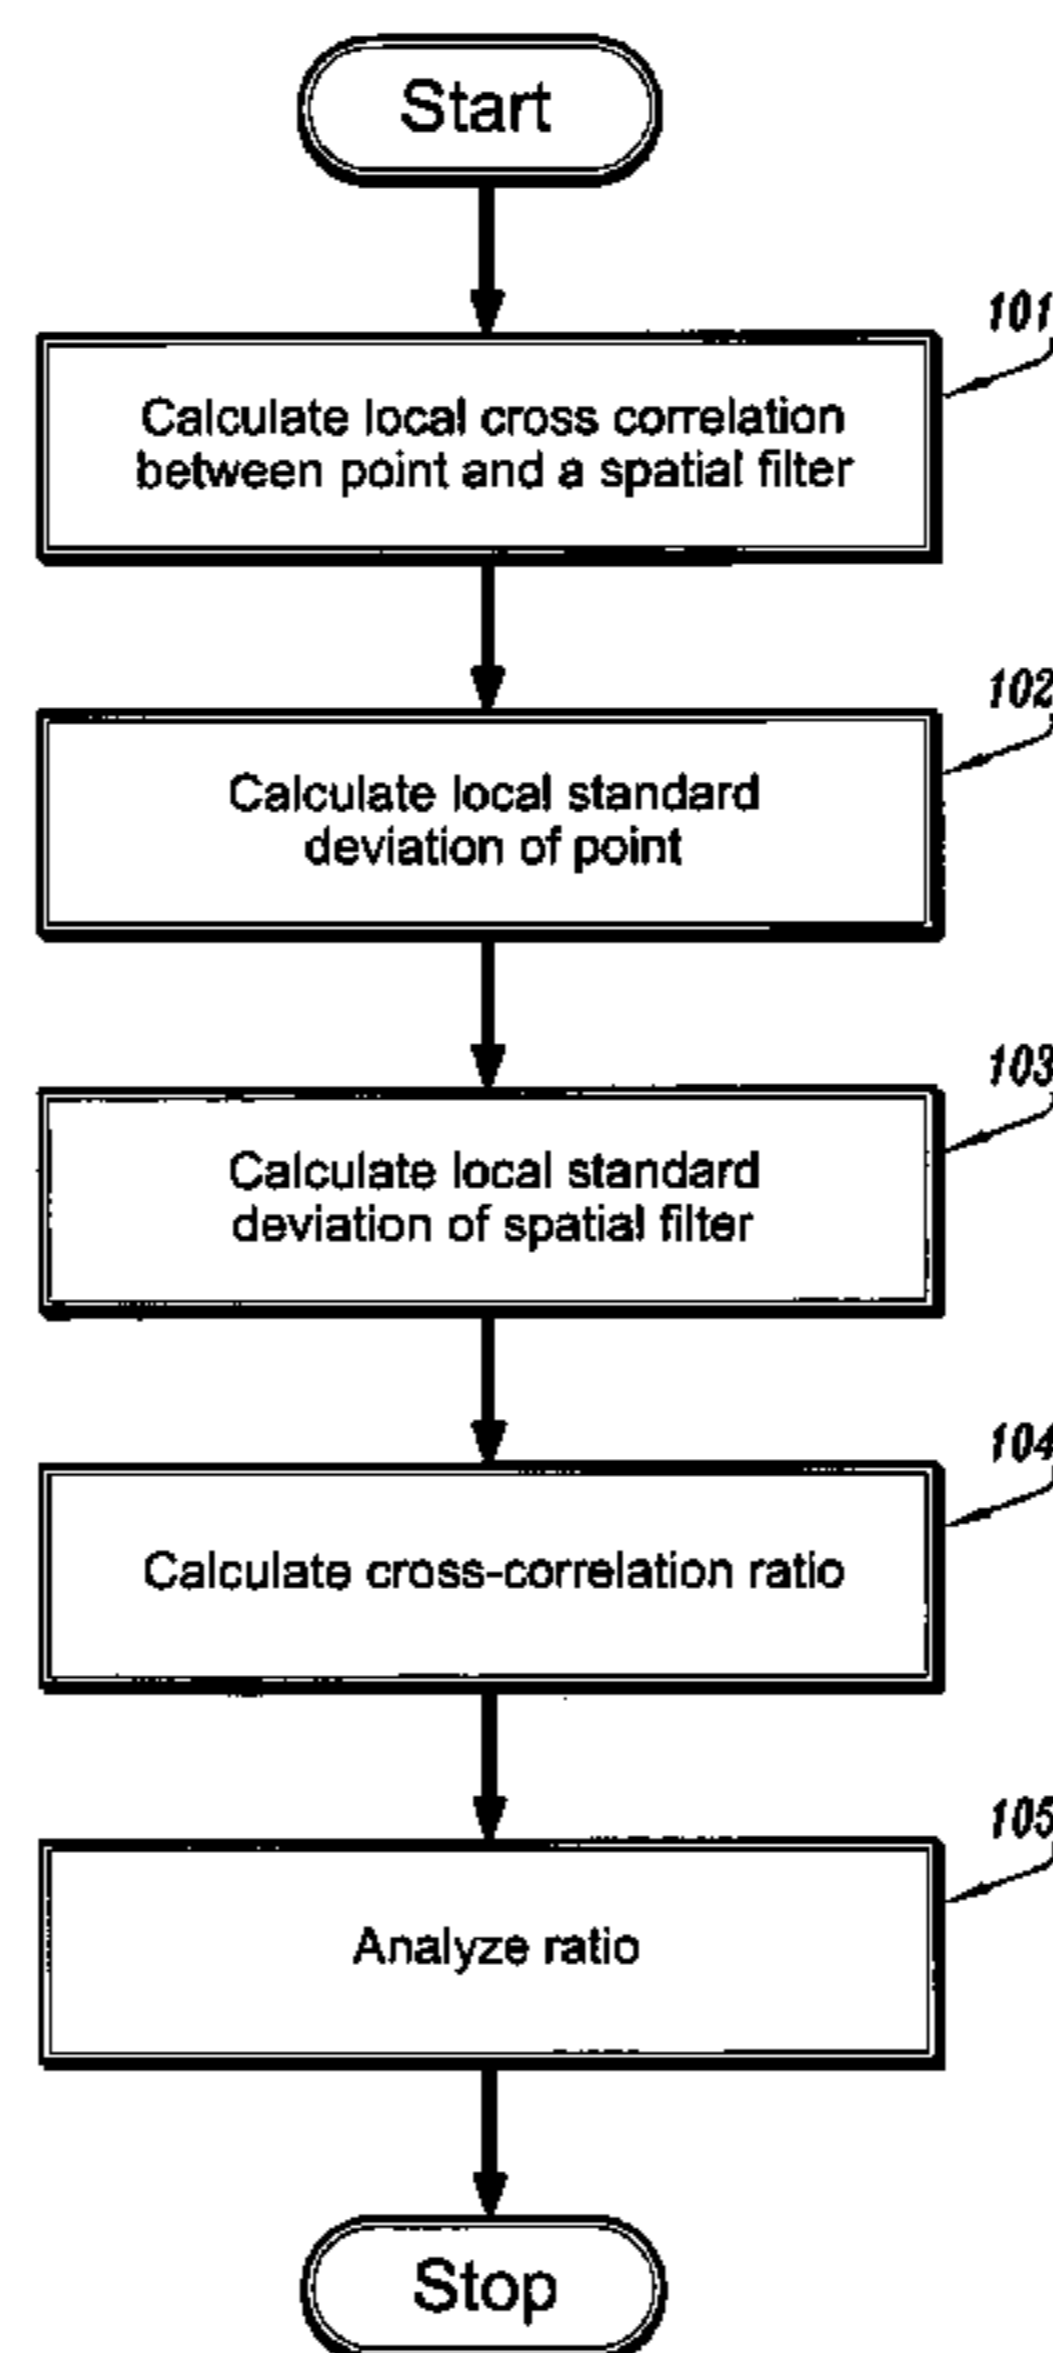 Start
101
Calculate local cross correlation
between point and a spatial filter
102
Calculate local standard
deviation of point
103
Calculate local standard
deviation of spatial filter
104
Calculate cross-correlation ratio
105
Analyze ratio
Stop